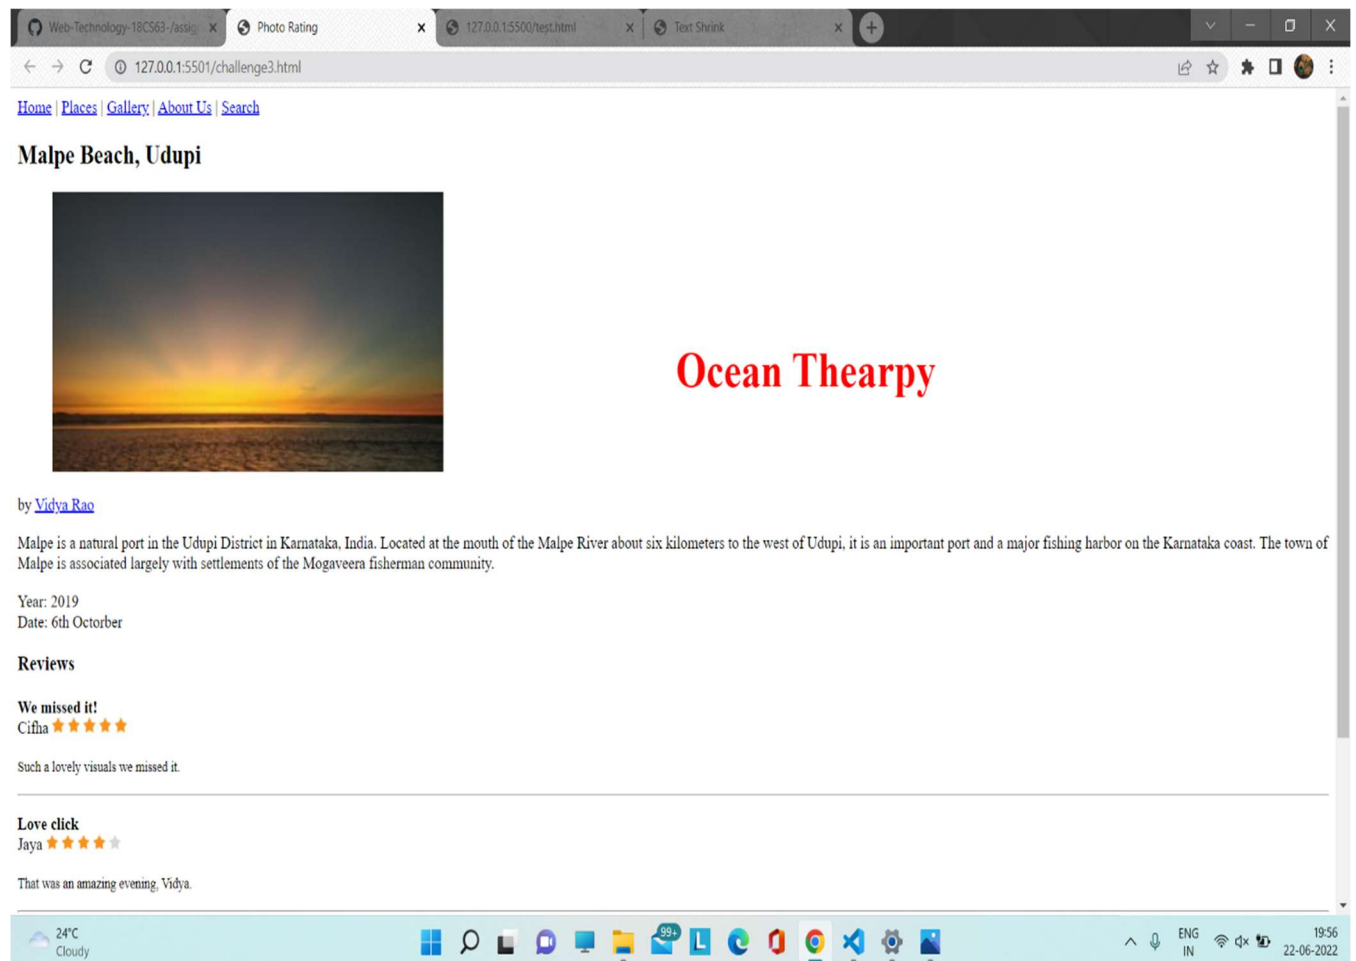 Web-Technology-18CS63-/assig
Photo Rating
127.0.0.1:5500/test.html
Text Shrink
127.0.0.1:5501/challenge3.html
Home | Places | Gallery | About Us | Search
Malpe Beach, Udupi
Ocean Thearpy
by Vidya Rao
Malpe is a natural port in the Udupi District in Karnataka, India. Located at the mouth of the Malpe River about six kilometers to the west of Udupi, it is an important port and a major fishing harbor on the Karnataka coast. The town of
Malpe is associated largely with settlements of the Mogaveera fisherman community.
Year: 2019
Date: 6th Octorber
Reviews
We missed it!
Cifha
Such a lovely visuals we missed it.
Love click
Jaya
That was an amazing evening, Vidya.
24°C
Cloudy
99+
L
ENG
IN
19:56
22-06-2022